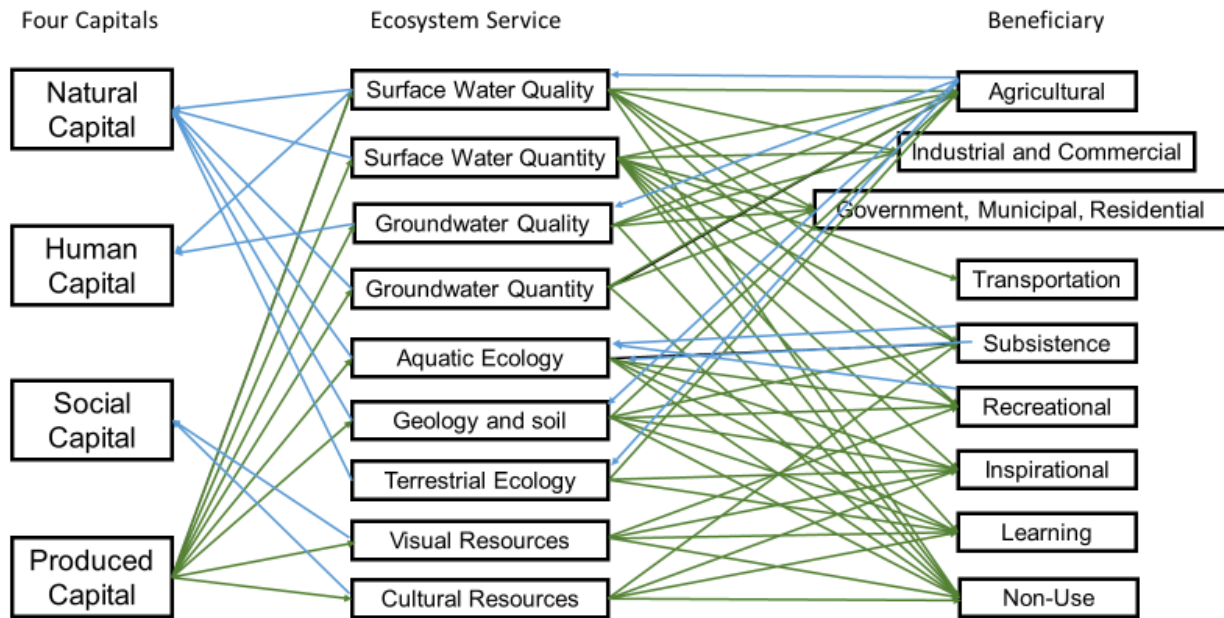 Four Capitals
Ecosystem Service
Beneficiary
Natural
Capital
Human
Capital
Social
Capital
Produced
Capital
Surface Water Quality
Surface Water Quantity
Groundwater Quality
Groundwater Quantity
Aquatic Ecology
Geology and soil
Terrestrial Ecology
Visual Resources
Cultural Resources
Agricultural
Industrial and Commercial
Government, Municipal, Residential
Transportation
Subsistence
Recreational
Inspirational
Learning
Non-Use